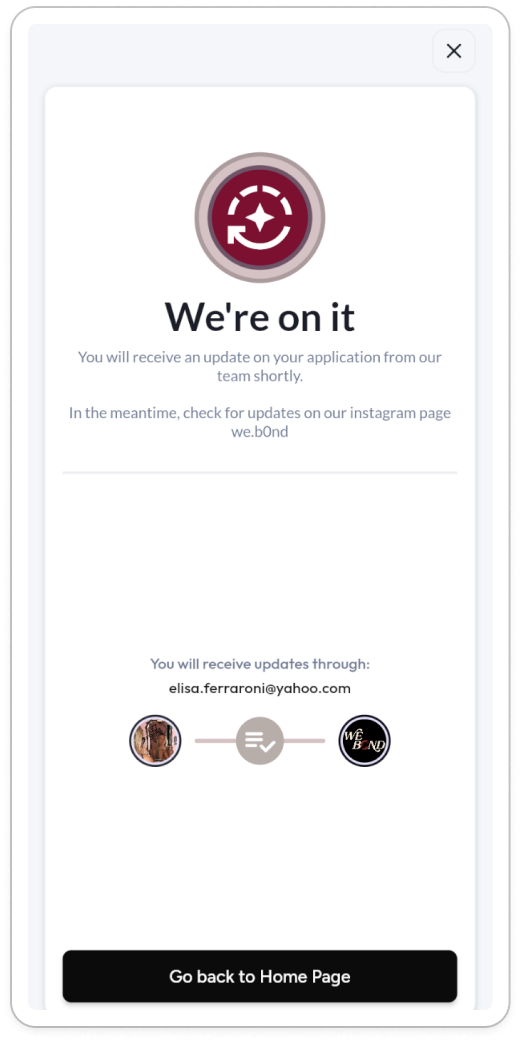 We're on it
You will receive an update on your application from our
team shortly.
In the meantime, check for updates on our instagram page
we.b0nd
You will receive updates through:
elisa.ferraroni@yahoo.com
WE
BOND
Go back to Home Page